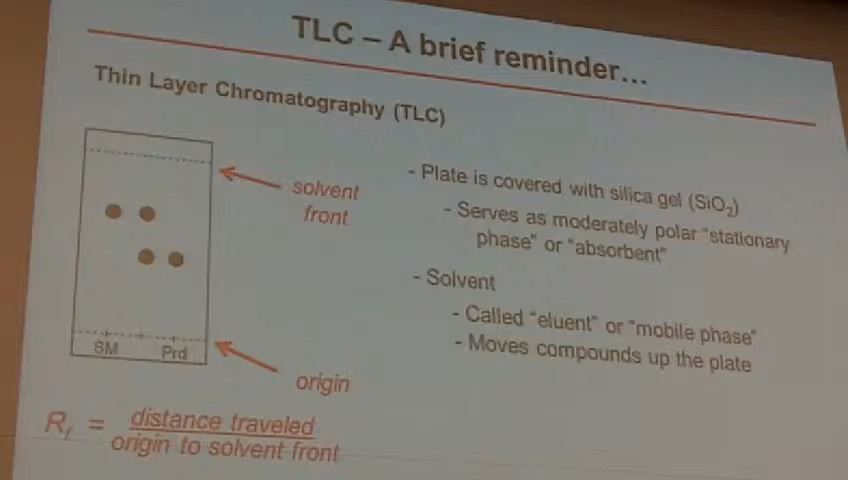 TLC – A brief reminder...
Thin Layer Chromatography (TLC)
solvent
front
SM Prd
origin
Rf = distance traveled
origin to solvent front
- Plate is covered with silica gel (SiO2)
- Serves as moderately polar "stationary
phase" or "absorbent"
- Solvent
- Called "eluent" or "mobile phase"
- Moves compounds up the plate